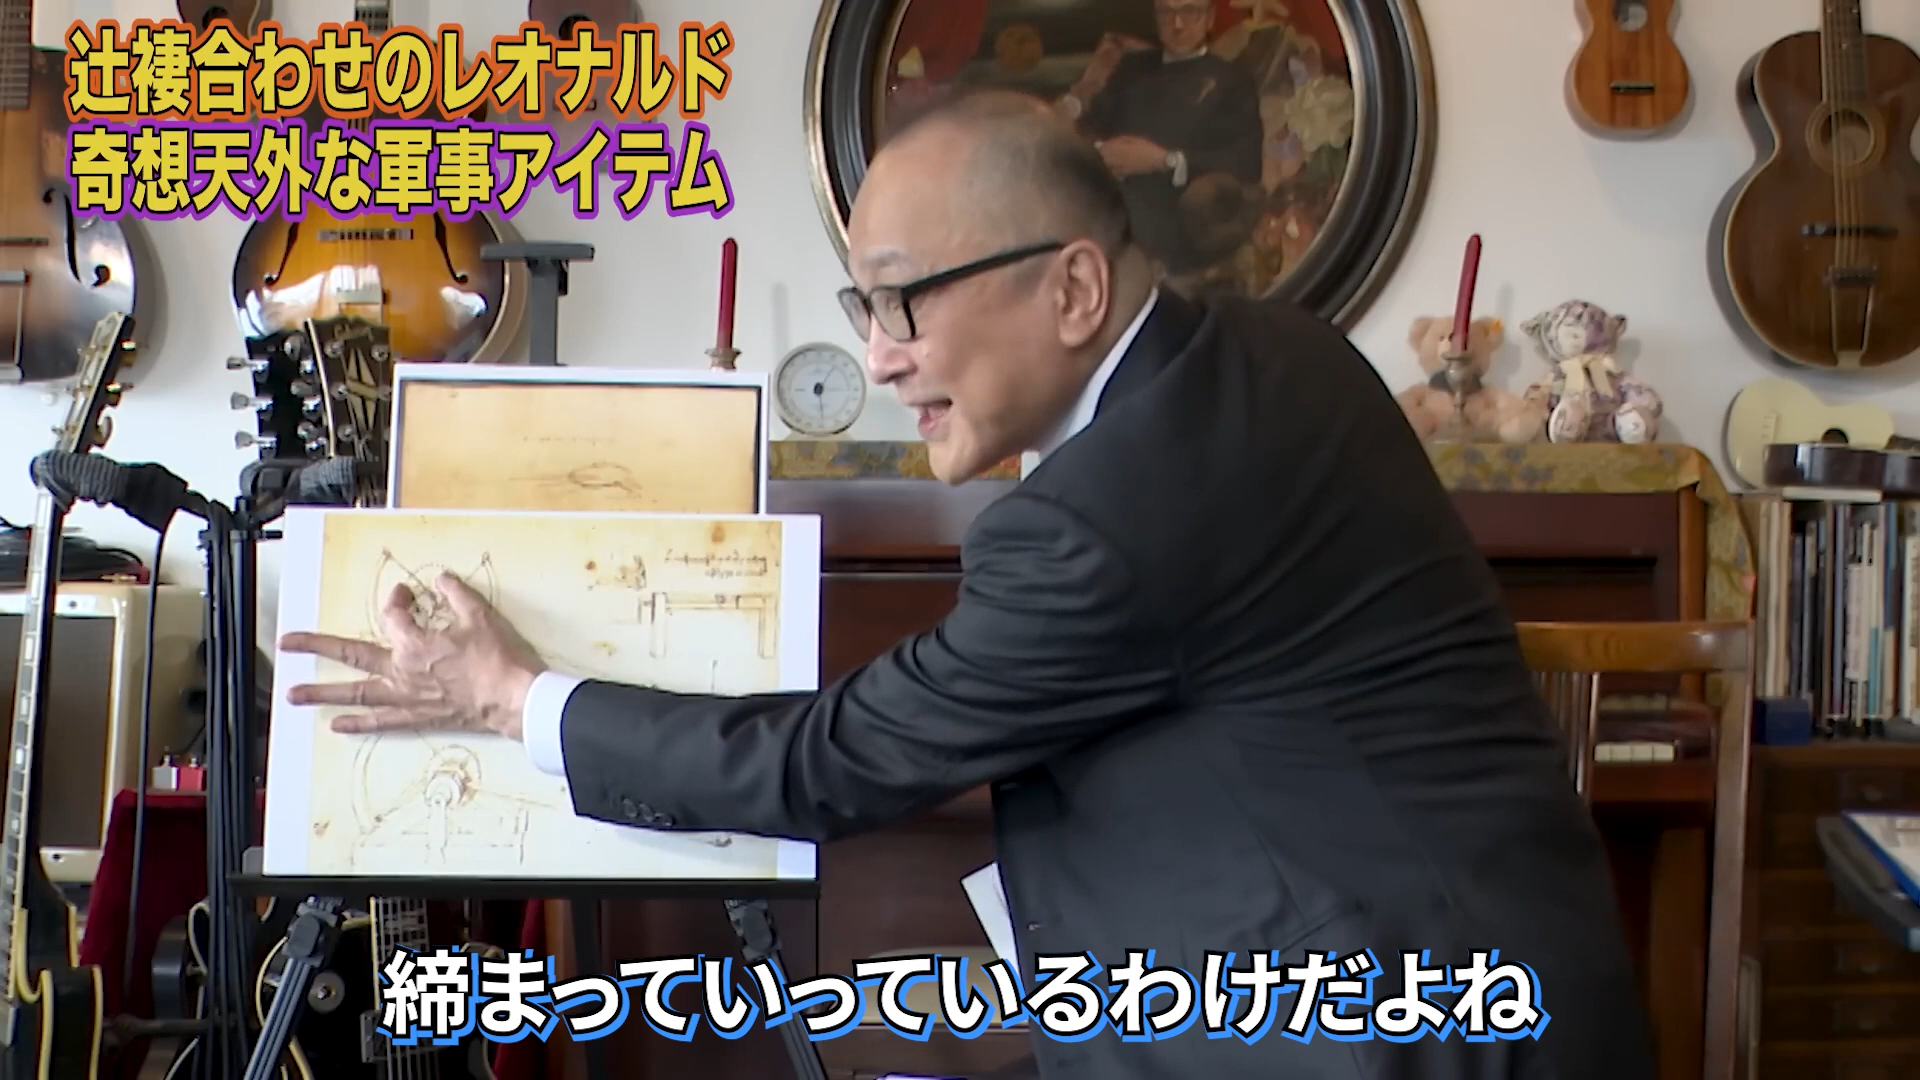 辻褄合わせのレオナルド
奇想天外な軍事アイテム
締まっていっているわけだよね